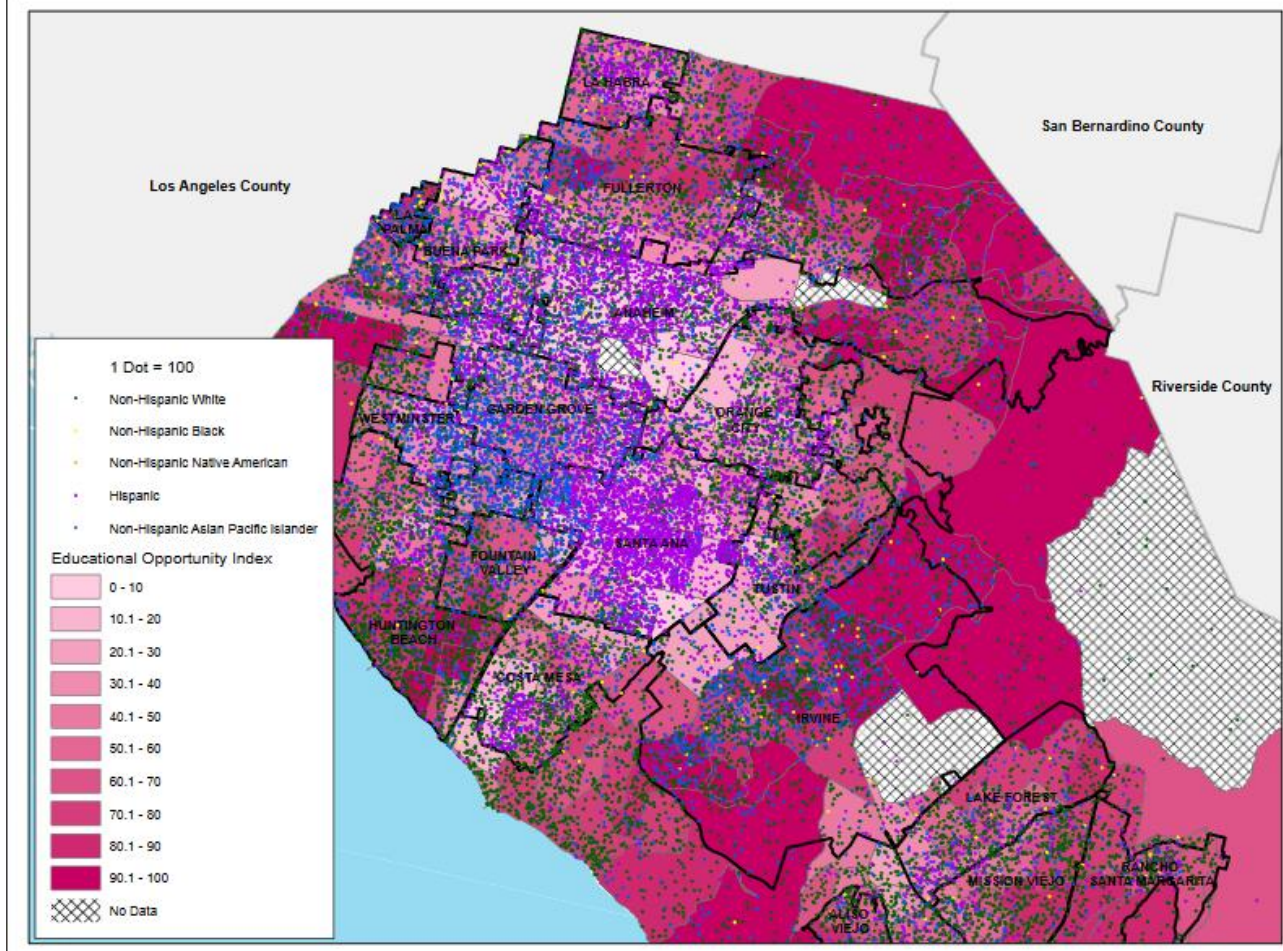 LA HABRA
San Bernardino County
Los Angeles County
FULLERTON
LA
PALMA
BUENA PARK
ANAHEIM
Riverside County
GARDEN GROVE
WESTMINSTER
ORANGE
CITY
SANTA ANA
FOUNTAIN
VALLEY
TUSTIN
HUNTINGTON
BEACH
COSTA MESA
IRVINE
LAKE FOREST
MISSION VIEJO
RANCHO
SANTA MARGARITA
ALISO
VIEJO
1 Dot = 100
Non-Hispanic White
Non-Hispanic Black
Non-Hispanic Native American
Hispanic
Non-Hispanic Asian Pacific Islander
Educational Opportunity Index
0 - 10
10.1 - 20
20.1 - 30
30.1 - 40
40.1 - 50
50.1 - 60
60.1 - 70
70.1 - 80
80.1 - 90
90.1 - 100
No Data